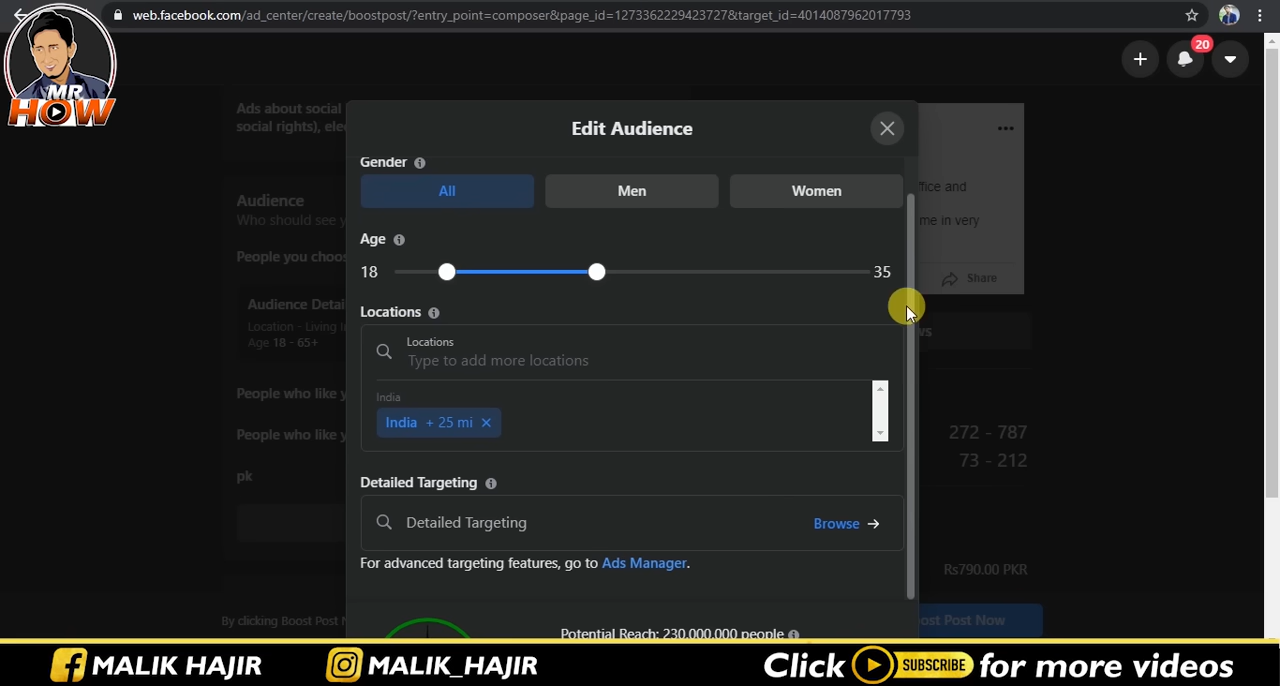 web.facebook.com/ad_center/create/boostpost/?entry_point=composer&page_id=1273362229423727&target_id=4014087962017793
MR
HOW
20
Ads about social
social rights), ele
Edit Audience
ffice and
me in very
Share
Audience
Who should see y
People you choos
Audience Detai
Location - Living In
Age 18 - 65+
People who like y
People who like y
pk
Gender
All
Men
Women
Age
18
35
Locations
Locations
Type to add more locations
India
India + 25 mi
Detailed Targeting
Detailed Targeting
Browse
For advanced targeting features, go to Ads Manager.
Potential Reach: 230,000,000 people
ws
272 - 787
73 - 212
Rs790.00 PKR
By clicking Boost Post N
ost Post Now
MALIK HAJIR
MALIK_HAJIR
Click SUBSCRIBE for more videos